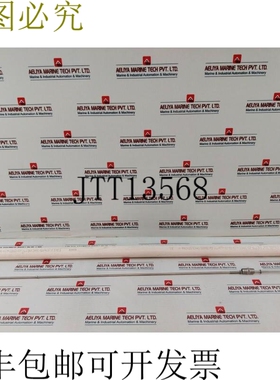 图必究
AELIYA MARINE TECH PVT. LTD.
Marine & Industrial Automation & Machinery
JTT13568
丰包邮可开发票